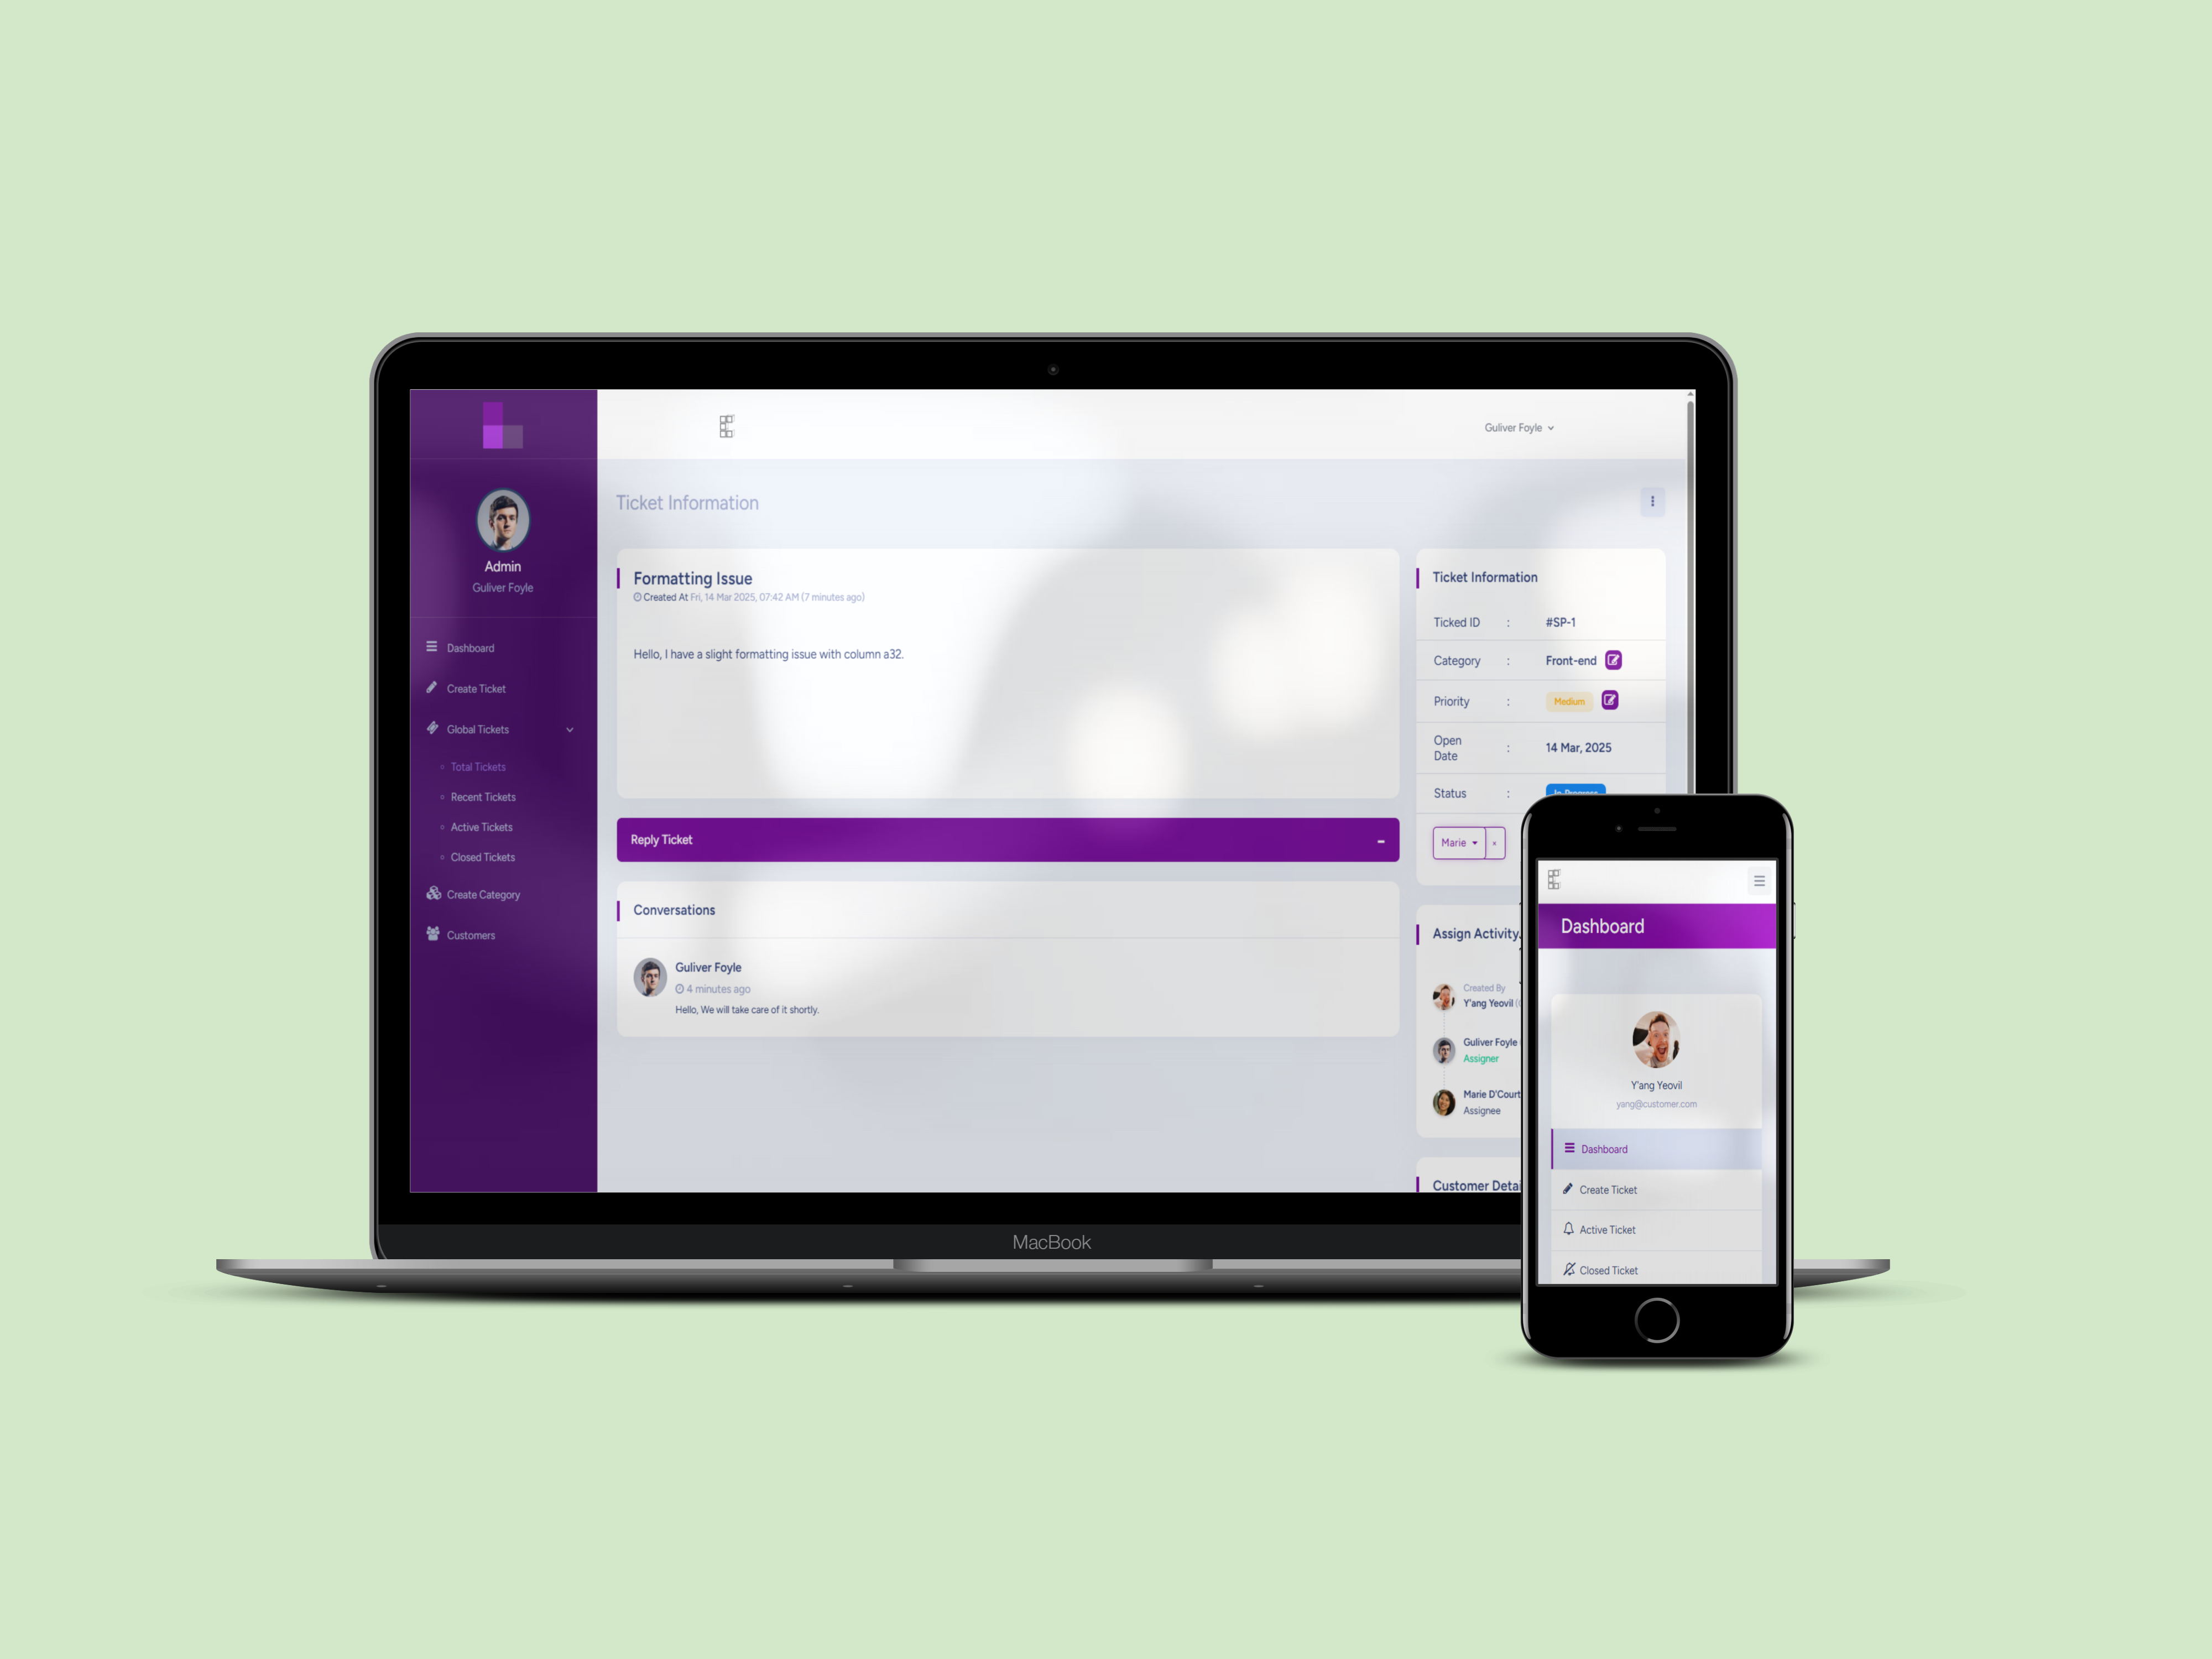 Guliver Foyle
Admin
Guliver Foyle
Dashboard
Create Ticket
Global Tickets
Total Tickets
Recent Tickets
Active Tickets
Closed Tickets
Create Category
Customers
Ticket Information
Formatting Issue
Created At Fri, 14 Mar 2025, 07:42 AM (7 minutes ago)
Hello, I have a slight formatting issue with column a32.
Reply Ticket
Conversations
Guliver Foyle
4 minutes ago
Hello, We will take care of it shortly.
Ticket Information
Ticked ID : #SP-1
Category : Front-end
Priority : Medium
Open
Date : 14 Mar, 2025
Status : In Progress
Marie
Assign Activity
Created By
Y'ang Yeovil
Guliver Foyle
Assigner
Marie D'Court
Assignee
Customer Detai
MacBook
Dashboard
Y'ang Yeovil
yang@customer.com
Dashboard
Create Ticket
Active Ticket
Closed Ticket